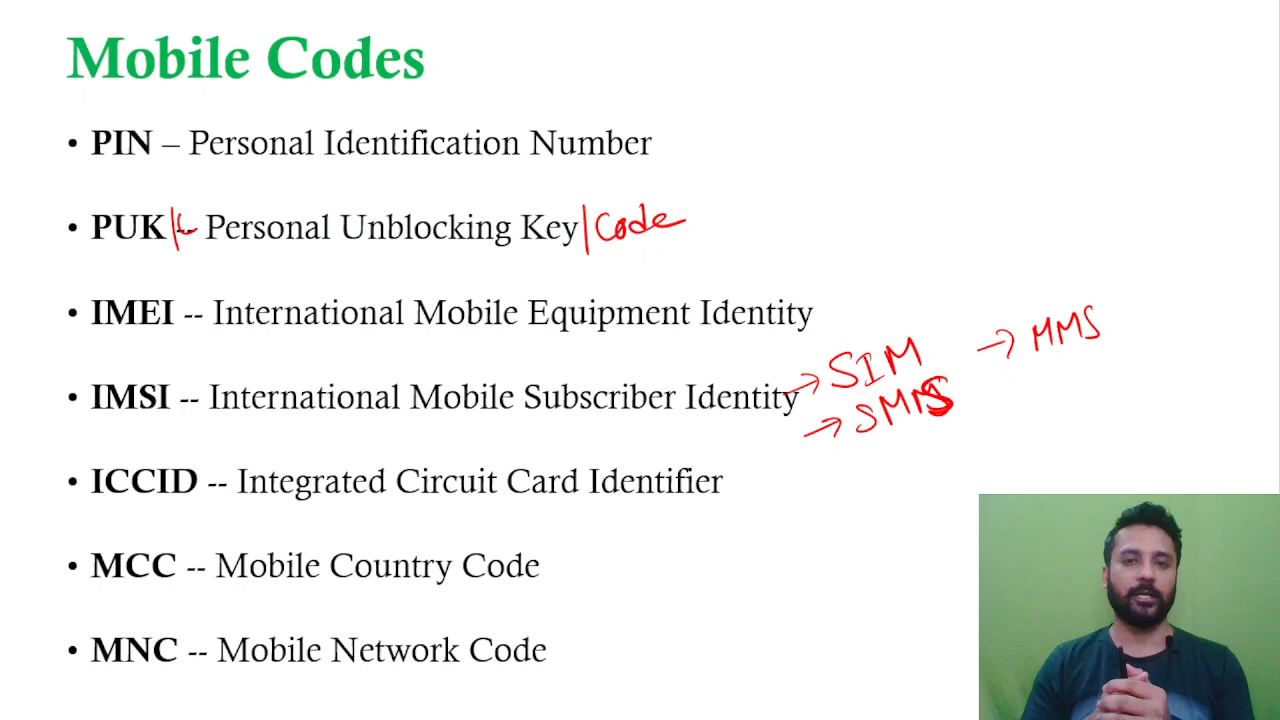 Mobile Codes
• PIN – Personal Identification Number
• PUK/C -- Personal Unblocking Key/Code
• IMEI -- International Mobile Equipment Identity
→ MMS
→ SIM
• IMSI -- International Mobile Subscriber Identity
→ SMS
• ICCID -- Integrated Circuit Card Identifier
• MCC -- Mobile Country Code
• MNC -- Mobile Network Code